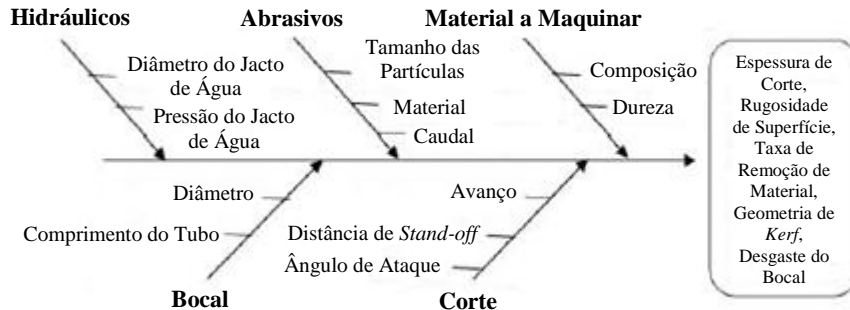 Hidráulicos
Diâmetro do Jacto
de Água
Pressão do Jacto
de Água
Abrasivos
Tamanho das
Partículas
Material
Caudal
Material a Maquinar
Composição
Dureza
Diâmetro
Comprimento do Tubo
Bocal
Avanço
Distância de Stand-off
Ângulo de Ataque
Corte
Espessura de
Corte,
Rugosidade
de Superfície,
Taxa de
Remoção de
Material,
Geometria de
Kerf,
Desgaste do
Bocal